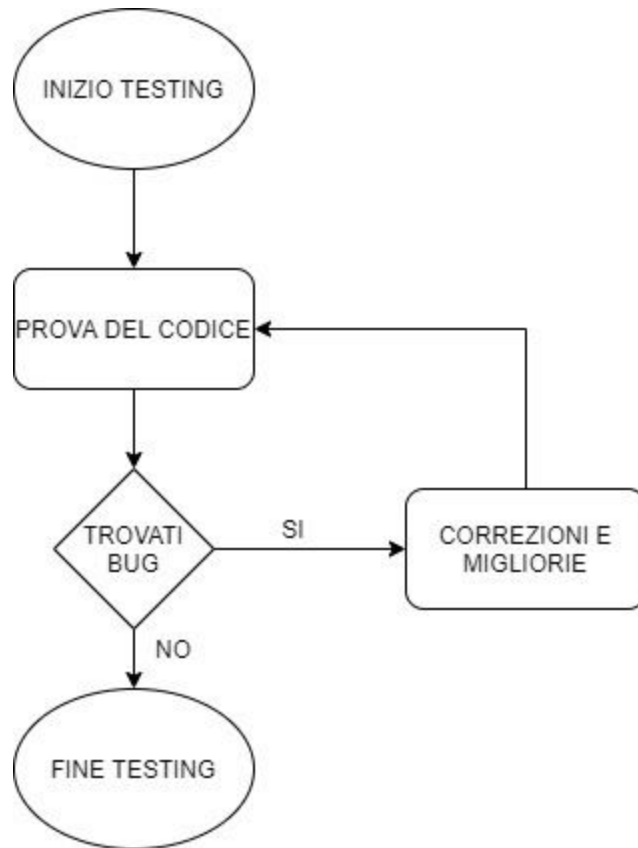 INIZIO TESTING
PROVA DEL CODICE
TROVATI
BUG
SI
CORREZIONI E
MIGLIORIE
NO
FINE TESTING